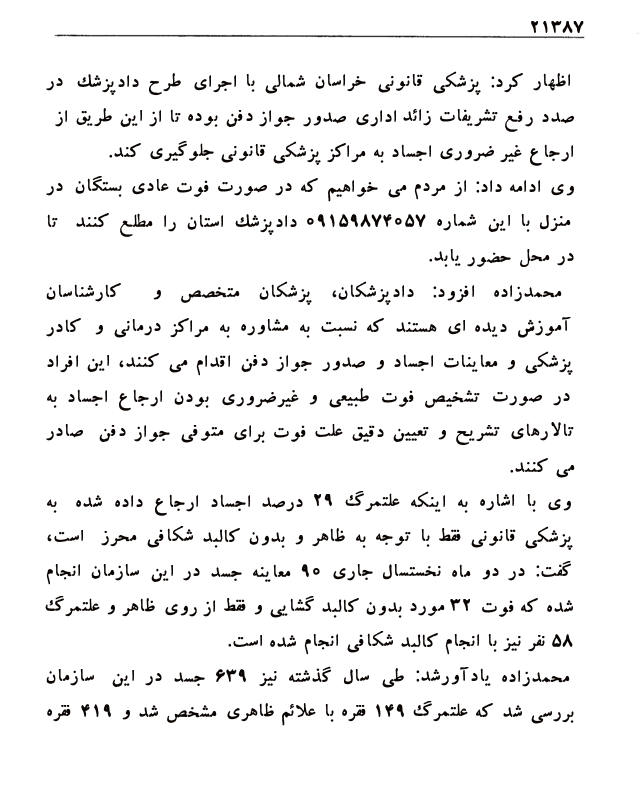 ۲۱۳۸۷
اظهار کرد: پزشکی قانونی خراسان شمالی با اجرای طرح دادپزشك در
صدد رفع تشریفات زائد اداری صدور جواز دفن بوده تا از این طریق از
ارجاع غیر ضروری اجساد به مراکز پزشکی قانونی جلوگیری کند.
وی ادامه داد: از مردم می خواهیم که در صورت فوت عادی بستگان در
منزل با این شماره ۰۹۱۵۹۸۷۴۰۵۷ دادپزشك استان را مطلع کنند تا
در محل حضور یابد.
محمدزاده افزود: دادپزشکان، پزشکان متخصص و کارشناسان
آموزش دیده ای هستند که نسبت به مشاوره به مراکز درمانی و کادر
پزشکی و معاینات اجساد و صدور جواز دفن اقدام می کنند، این افراد
در صورت تشخیص فوت طبیعی و غیرضروری بودن ارجاع اجساد به
تالارهای تشریح و تعیین دقیق علت فوت برای متوفی جواز دفن صادر
می کنند.
وی با اشاره به اینکه علتمرگ ۲۹ درصد اجساد ارجاع داده شده به
پزشکی قانونی فقط با توجه به ظاهر و بدون کالبد شکافی محرز است،
گفت: در دو ماه نخستسال جاری ۹۰ معاینه جسد در این سازمان انجام
شده که فوت ۳۲ مورد بدون کالبد گشایی و فقط از روی ظاهر و علتمرگ
۵۸ نفر نیز با انجام کالبد شکافی انجام شده است.
محمدزاده یادآورشد: طی سال گذشته نیز ۶۳۹ جسد در این سازمان
بررسی شد که علتمرگ ۱۴۹ فقره با علائم ظاهری مشخص شد و ۴۱۹ فقره